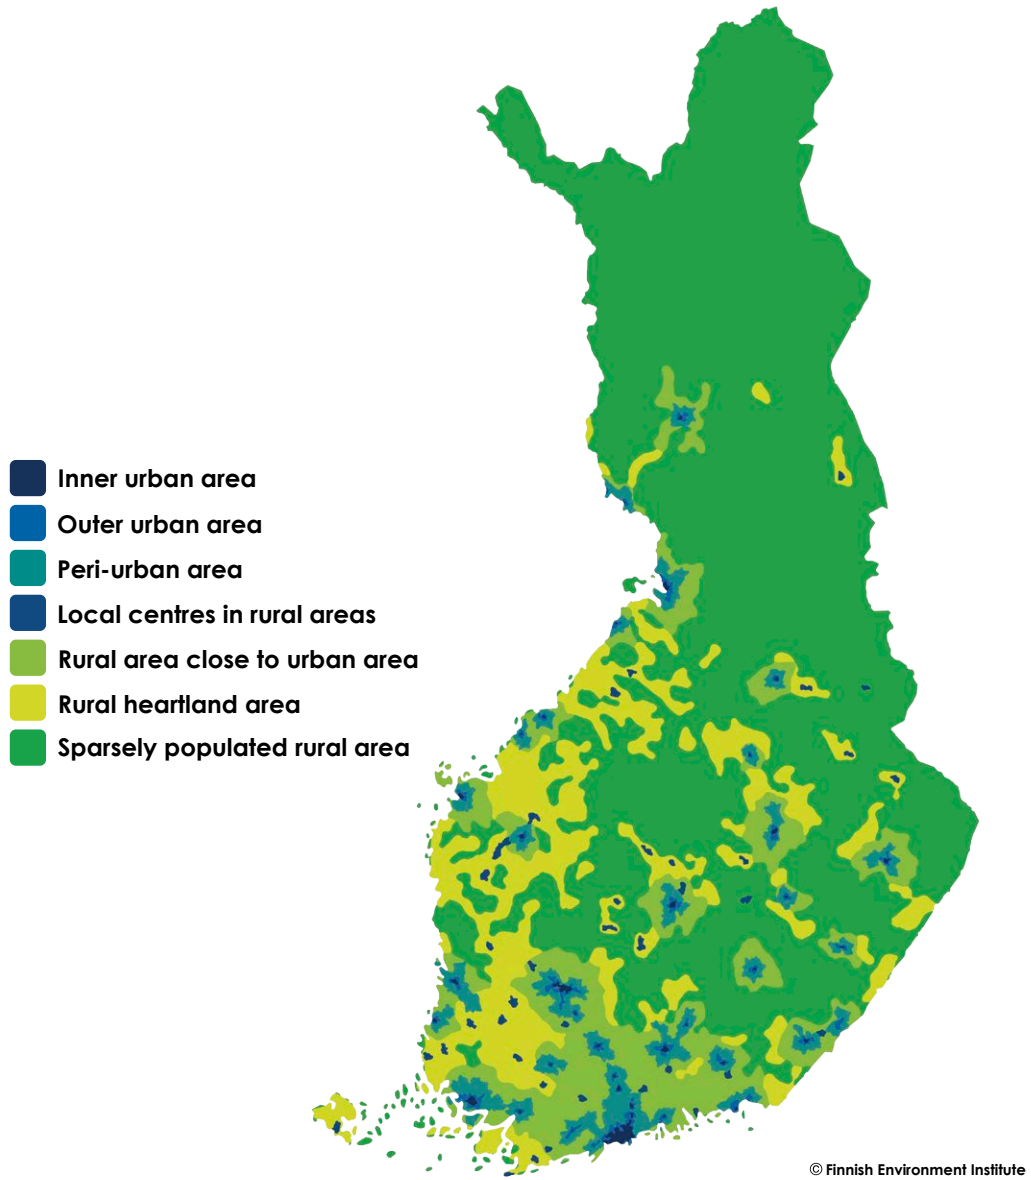 Inner urban area
Outer urban area
Peri-urban area
Local centres in rural areas
Rural area close to urban area
Rural heartland area
Sparsely populated rural area
© Finnish Environment Institute